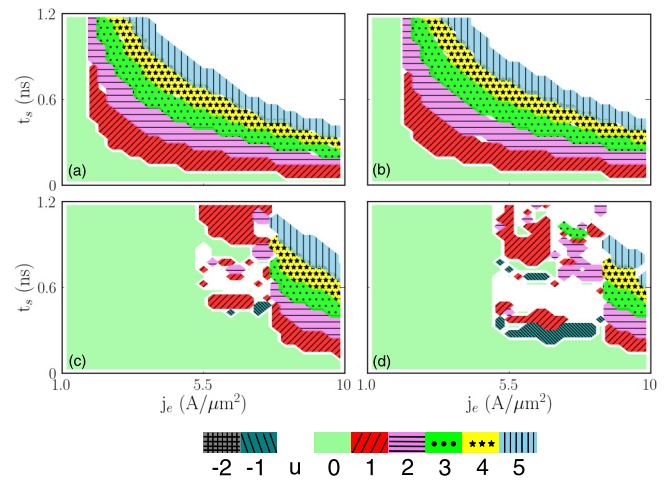 1.2
t_s (ns)
0.6
0
(a)
(b)
1.2
t_s (ns)
0.6
0
(c)
(d)
1.0 5.5 10 1.0 5.5 10
j_e (A/μm²) j_e (A/μm²)
-2 -1 u 0 1 2 3 4 5